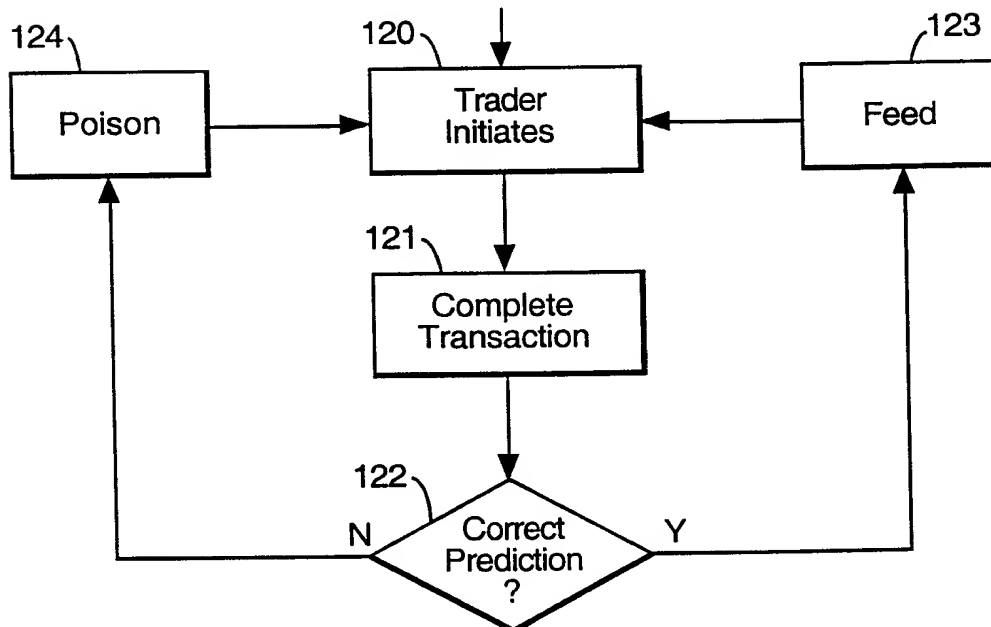 124
120
123
Poison
Trader
Initiates
Feed
121
Complete
Transaction
122
N
Correct
Prediction
?
Y